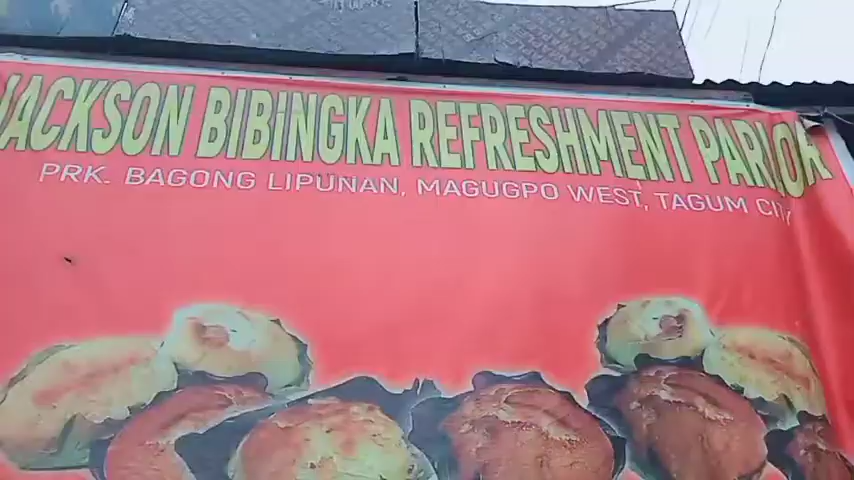 JACKSON BIBINGKA REFRESHMENT PARLOR
PRK. BAGONG LIPUNAN, MAGUGPO WEST, TAGUM CITY